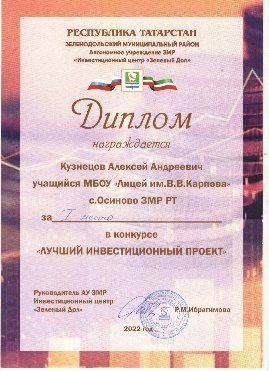 РЕСПУБЛИКА ТАТАРСТАН
ЗЕЛЕНОДОЛЬСКИЙ МУНИЦИПАЛЬНЫЙ РАЙОН
Автономное учреждение ЗМР
«Инвестиционный центр «Зеленый Дол»
Диплом
награждается
Кузнецов Алексей Андреевич
учащийся МБОУ «Лицей им.В.В.Карпова»
с.Осиново ЗМР РТ
за I место
в конкурсе
«ЛУЧШИЙ ИНВЕСТИЦИОННЫЙ ПРОЕКТ»
Руководитель АУ ЗМР
Инвестиционный центр
«Зеленый Дол»
Р.М.Ибрагимова
2022 год